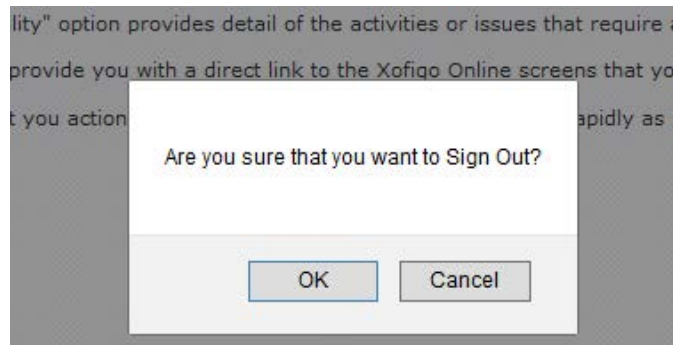 lity" option provides detail of the activities or issues that require
provide you with a direct link to the Xofigo Online screens that yo
t you action apidly as
Are you sure that you want to Sign Out?
OK Cancel